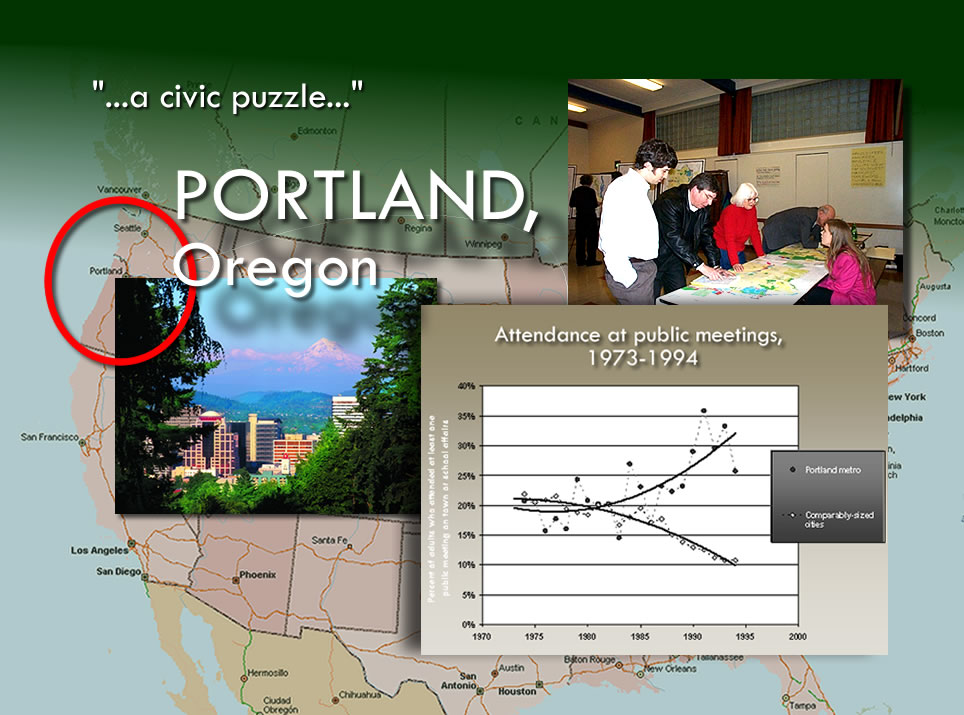 "...a civic puzzle..."
PORTLAND,
Oregon
Edmonton
C A N
Vancouver
Seattle
Regina
Winnipeg
Portland
Charlott
Moncto
Augusta
Concord
Boston
Hartford
ew York
adelphia
San Francisco
Los Angeles
San Diego
Phoenix
Santa Fe
Hermosillo
Ciudad
Obregón
Chihuahua
San
Antonio
Austin
Houston
Baton Rouge
New Orleans
Tallahassee
Tampa
Attendance at public meetings,
1973-1994
Percent of adults who attended at least one
public meeting on town or school affairs
40%
35%
30%
25%
20%
15%
10%
5%
0%
1970 1975 1980 1985 1990 1995 2000
Portland metro
Comparably-sized
cities